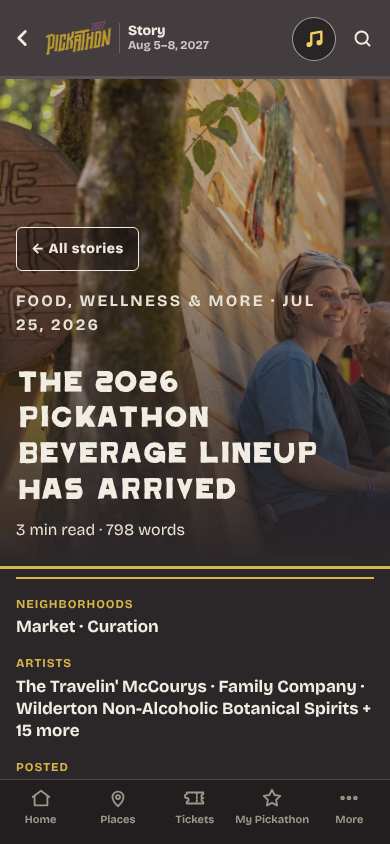 PICKATHON
Story
Aug 5–8, 2027
← All stories
FOOD, WELLNESS & MORE · JUL
25, 2026
THE 2026
PICKATHON
BEVERAGE LINEUP
HAS ARRIVED
3 min read · 798 words
NEIGHBORHOODS
Market · Curation
ARTISTS
The Travelin' McCourys · Family Company ·
Wilderton Non-Alcoholic Botanical Spirits +
15 more
POSTED
Home
Places
Tickets
My Pickathon
More